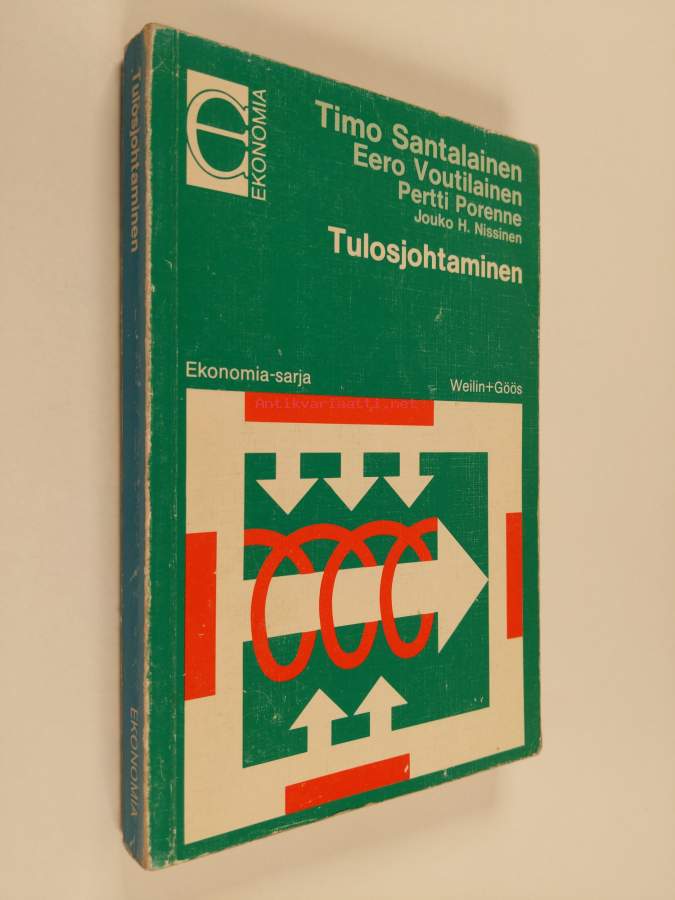 Tulosjohtaminen
EKONOMIA
e
EKONOMIA
Timo Santalainen
Eero Voutilainen
Pertti Porenne
Jouko H. Nissinen
Tulosjohtaminen
Ekonomia-sarja
Weilin+Göös
Antikvariaatti.net